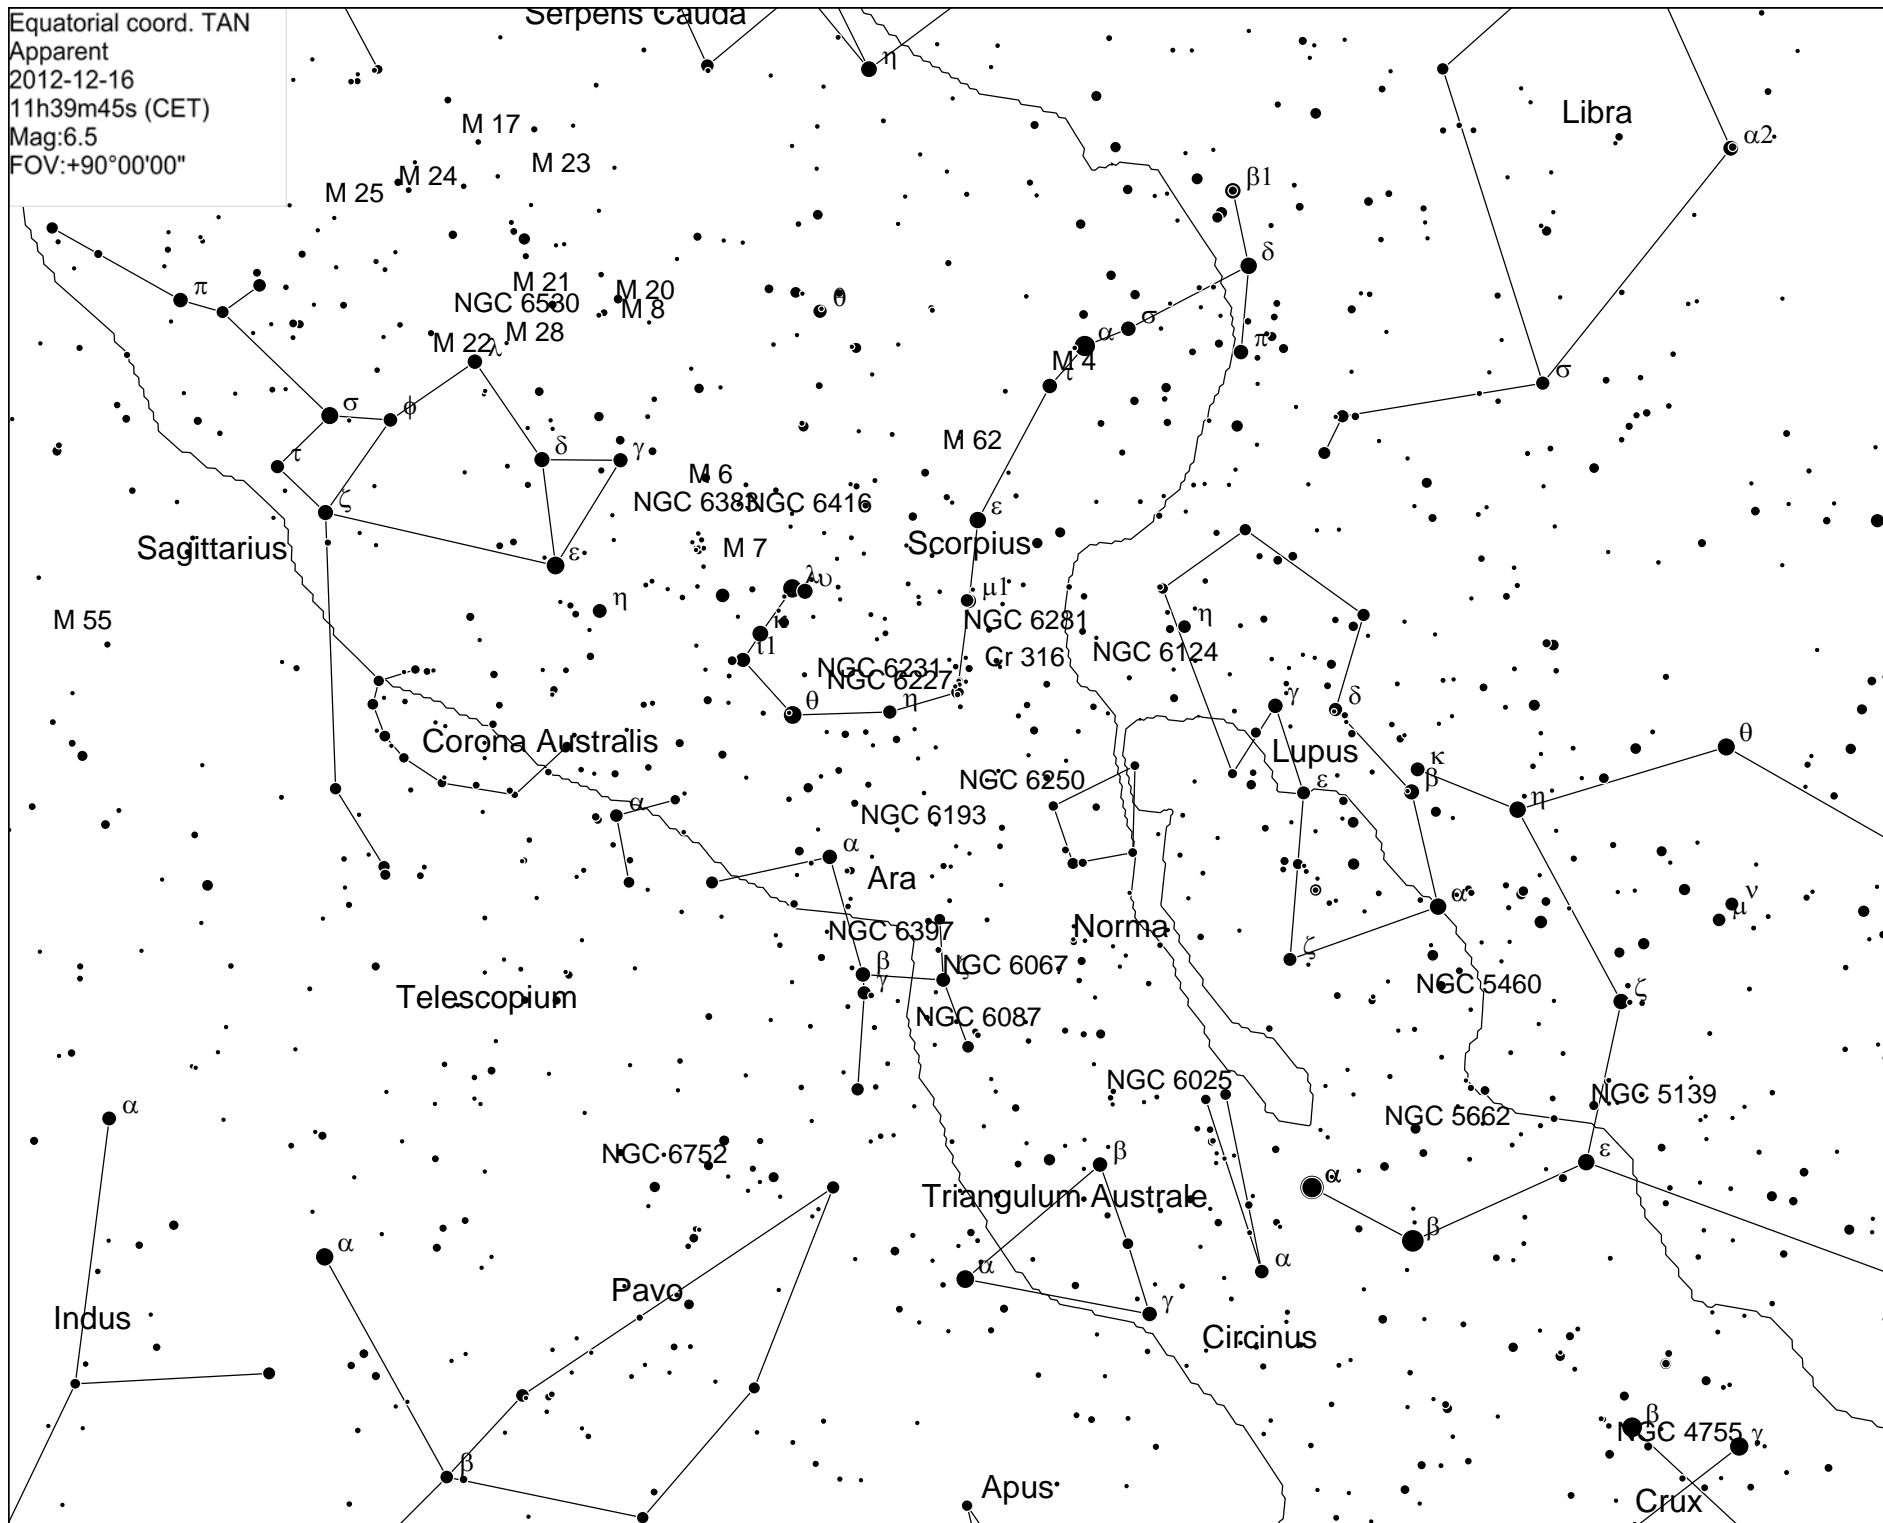 Equatorial coord. TAN
Apparent
2012-12-16
11h39m45s (CET)
Mag:6.5
FOV:+90°00'00"
Serpens Cauda
η
Libra
α2
M 17
M 23
M 24
M 25
β1
δ
π
M 21
M 20
NGC 6530
M 8
θ
M 28
M 22
λ
σ
α
π
M 4
τ
σ
σ
ϕ
M 62
δ
γ
τ
M 6
NGC 6383
NGC 6416
ζ
ε
Sagittarius
M 7
Scorpius
ε
λ
υ
μ1
η
η
M 55
κ
NGC 6281
ι1
NGC 6124
Cr 316
NGC 6231
NGC 6227
θ
η
γ
δ
Corona Australis
Lupus
θ
κ
NGC 6250
ε
β
α
η
NGC 6193
α
Ara
α
ν
μ
Norma
NGC 6397
ζ
β
ζ
NGC 6067
γ
NGC 5460
Telescopium
ζ
NGC 6087
NGC 6025
NGC 5139
α
NGC 5662
NGC 6752
β
ε
α
Triangulum Australe
β
α
α
α
Pavo
γ
Indus
Circinus
β
NGC 4755
γ
β
Apus
Crux